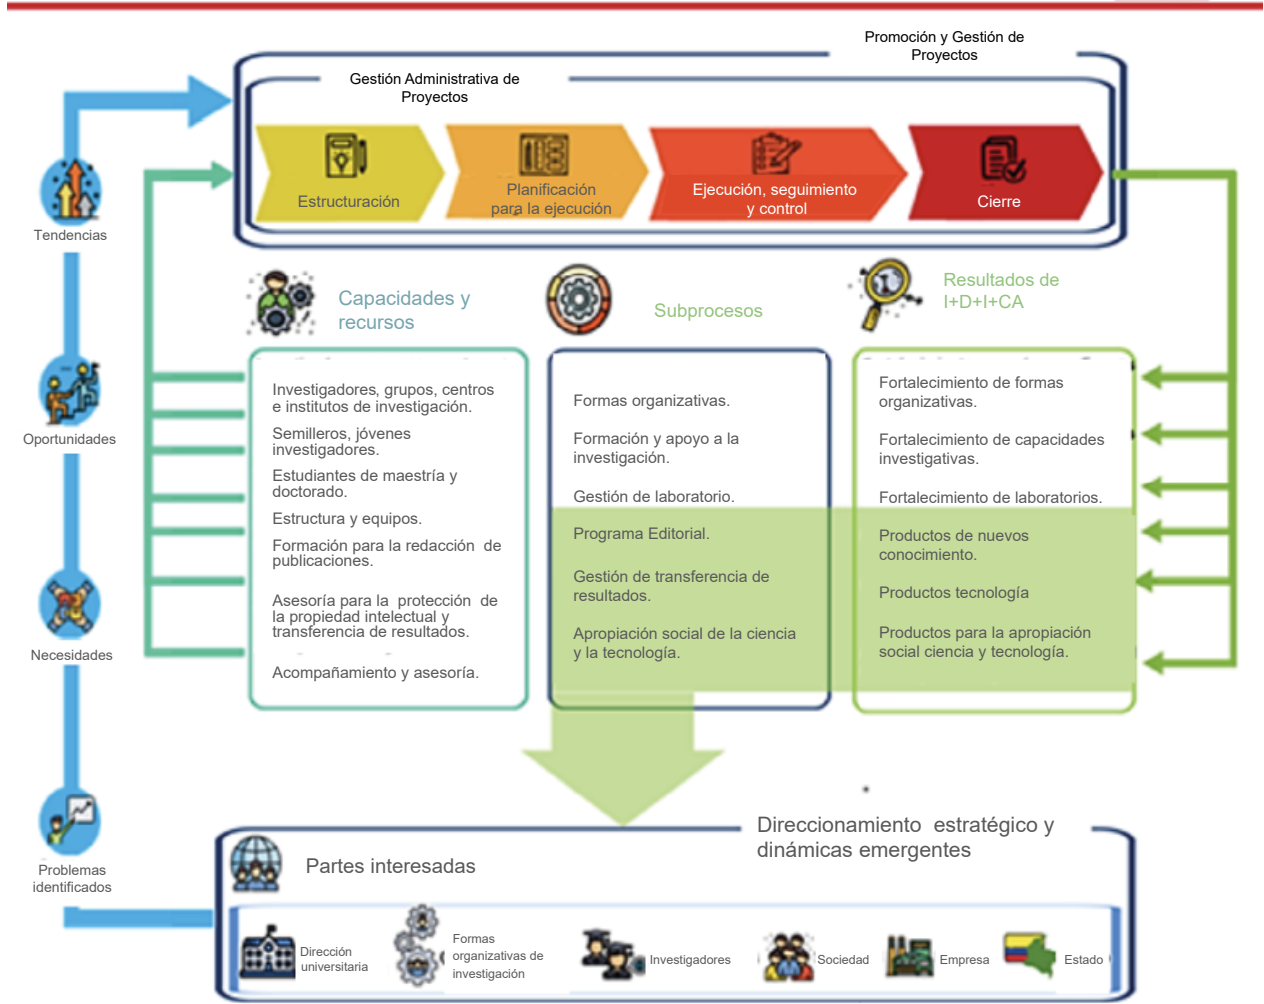 Promoción y Gestión de
Proyectos
Gestión Administrativa de
Proyectos
Estructuración
Planificación
para la ejecución
Ejecución, seguimiento
y control
Cierre
Tendencias
Oportunidades
Necesidades
Problemas
identificados
Capacidades y
recursos
Investigadores, grupos, centros
e institutos de investigación.
Semilleros, jóvenes
investigadores.
Estudiantes de maestría y
doctorado.
Estructura y equipos.
Formación para la redacción de
publicaciones.
Asesoría para la protección de
la propiedad intelectual y
transferencia de resultados.
Acompañamiento y asesoría.
Subprocesos
Formas organizativas.
Formación y apoyo a la
investigación.
Gestión de laboratorio.
Programa Editorial.
Gestión de transferencia de
resultados.
Apropiación social de la ciencia
y la tecnología.
Resultados de
I+D+I+CA
Fortalecimiento de formas
organizativas.
Fortalecimiento de capacidades
investigativas.
Fortalecimiento de laboratorios.
Productos de nuevos
conocimiento.
Productos tecnología
Productos para la apropiación
social ciencia y tecnología.
Direccionamiento estratégico y
dinámicas emergentes
Partes interesadas
Dirección
universitaria
Formas
organizativas de
investigación
Investigadores
Sociedad
Empresa
Estado